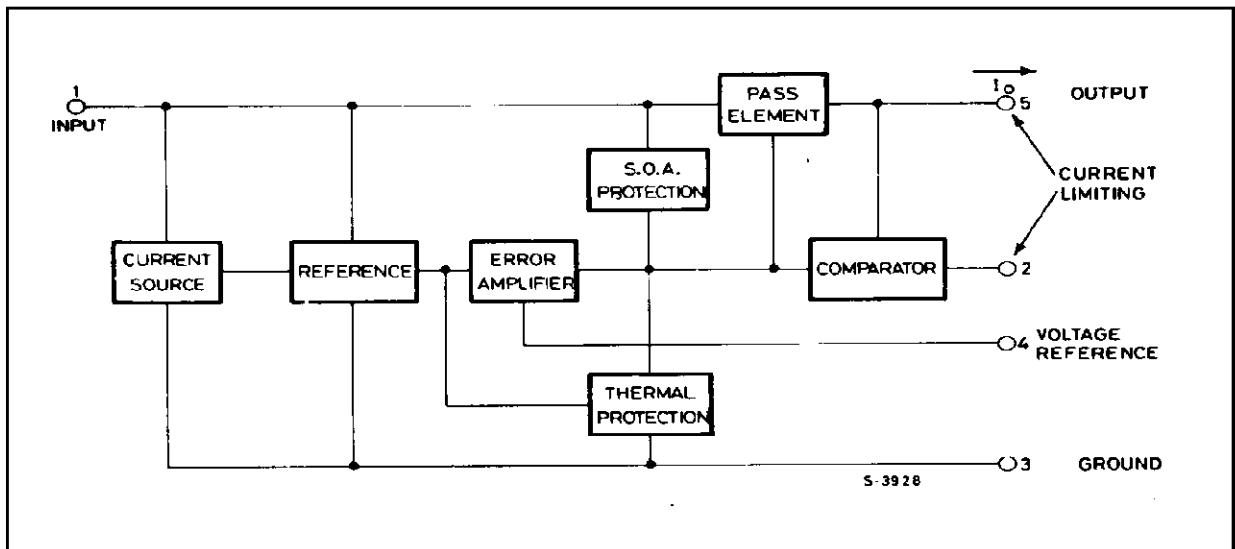 1
INPUT
PASS
ELEMENT
Io
5
OUTPUT
S.O.A.
PROTECTION
CURRENT
LIMITING
CURRENT
SOURCE
REFERENCE
ERROR
AMPLIFIER
COMPARATOR
2
4
VOLTAGE
REFERENCE
THERMAL
PROTECTION
3
GROUND
S-3928